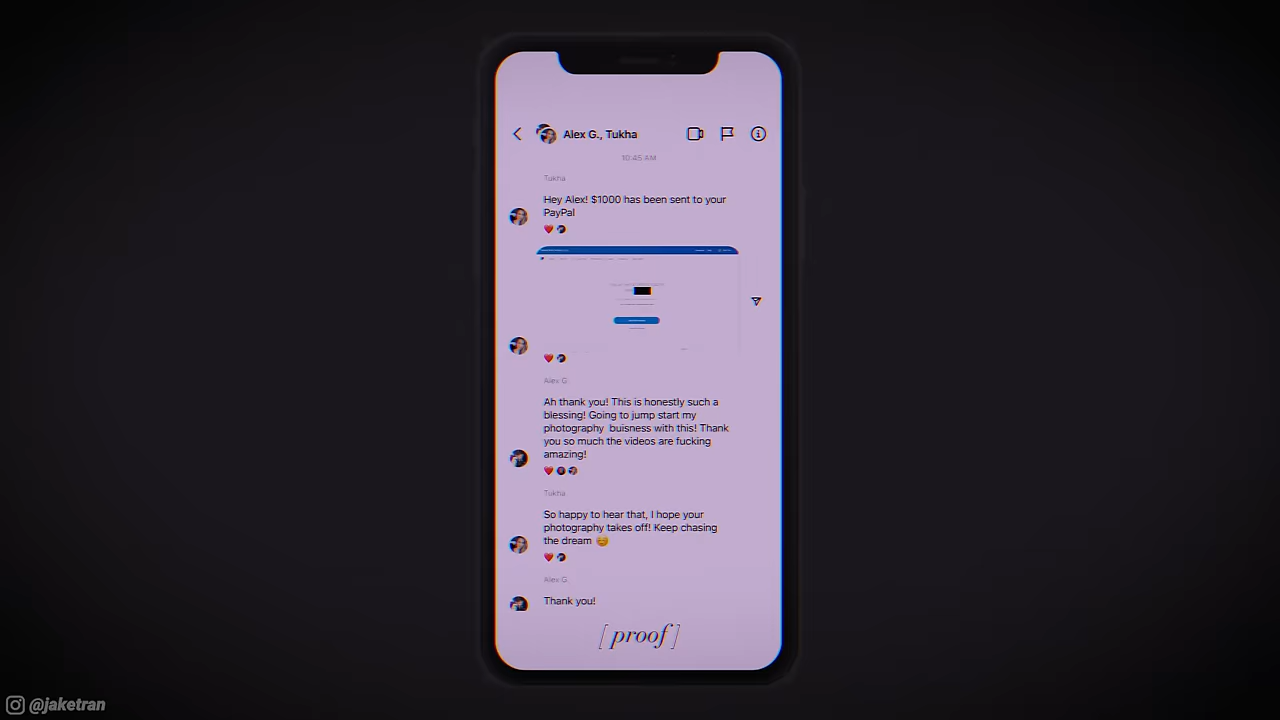 Alex G., Tukha
10:45 AM
Tukha
Hey Alex! $1000 has been sent to your
PayPal
Alex G.
Ah thank you! This is honestly such a
blessing! Going to jump start my
photography buisness with this! Thank
you so much the videos are fucking
amazing!
Tukha
So happy to hear that, I hope your
photography takes off! Keep chasing
the dream 😊
Alex G.
Thank you!
[ proof ]
@jaketran